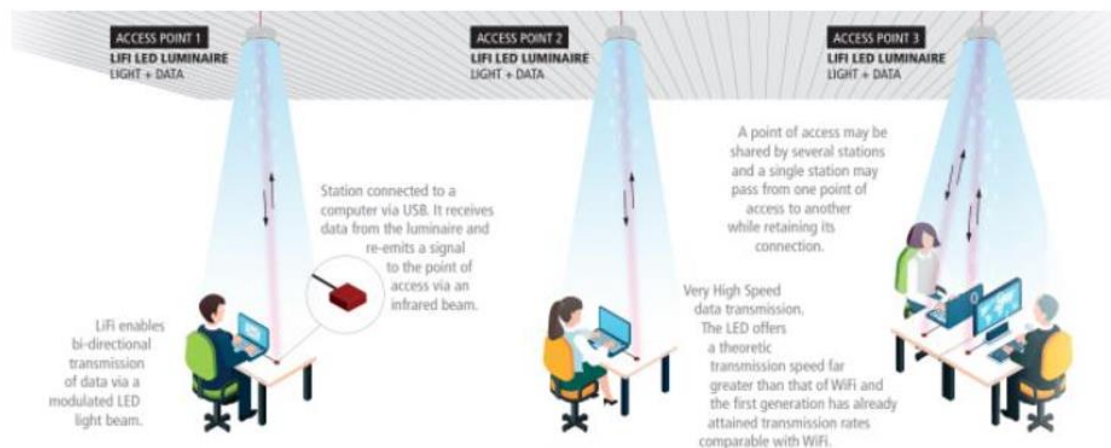 ACCESS POINT 1
LIFI LED LUMINAIRE
LIGHT + DATA
ACCESS POINT 2
LIFI LED LUMINAIRE
LIGHT + DATA
ACCESS POINT 3
LIFI LED LUMINAIRE
LIGHT + DATA
LiFi enables
bi-directional
transmission
of data via a
modulated LED
light beam.
Station connected to a
computer via USB. It receives
data from the luminaire and
re-emits a signal
to the point of
access via an
infrared beam.
Very High Speed
data transmission.
The LED offers
a theoretic
transmission speed far
greater than that of WiFi and
the first generation has already
attained transmission rates
comparable with WiFi.
A point of access may be
shared by several stations
and a single station may
pass from one point of
access to another
while retaining its
connection.